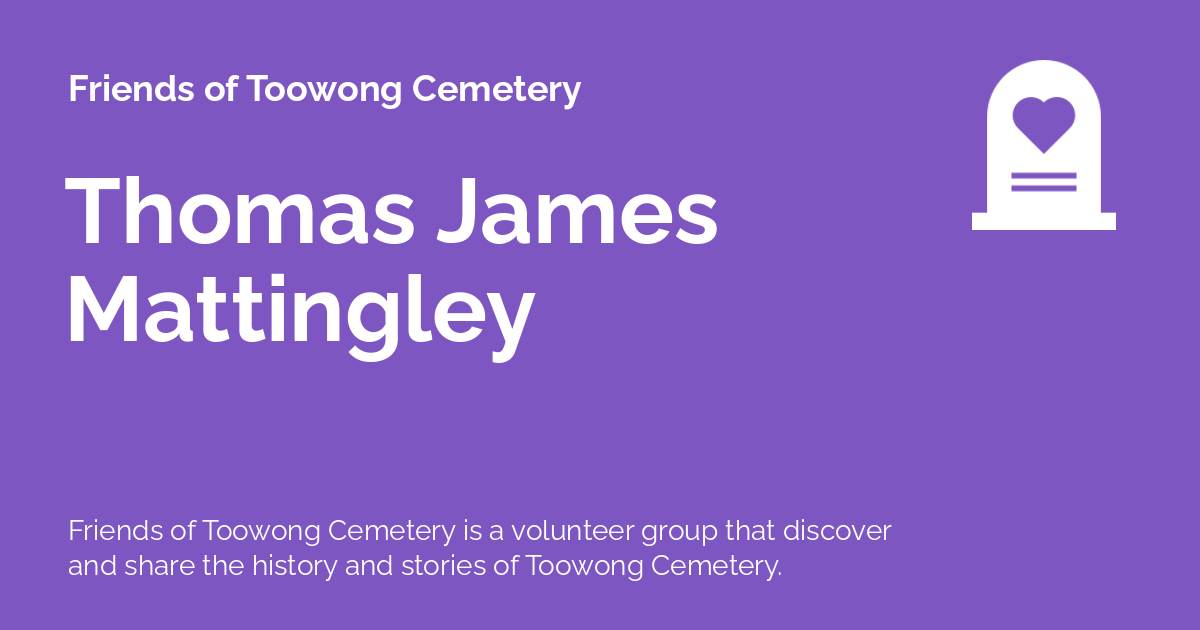 Friends of Toowong Cemetery
Thomas James
Mattingley
Friends of Toowong Cemetery is a volunteer group that discover
and share the history and stories of Toowong Cemetery.